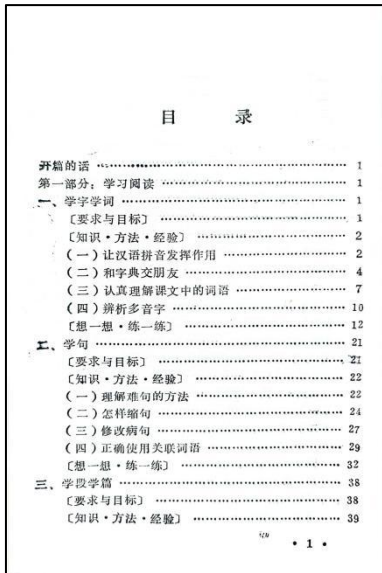 目 录
开篇的话 ………………………………… 1
第一部分：学习阅读 ………………………………… 1
一、学字学词 ………………………………… 1
〔要求与目标〕 ………………………………… 1
〔知识·方法·经验〕 ………………………………… 2
（一）让汉语拼音发挥作用 ………………………………… 2
（二）和字典交朋友 ………………………………… 4
（三）认真理解课文中的词语 ………………………………… 7
（四）辨析多音字 ………………………………… 10
〔想一想·练一练〕 ………………………………… 12
二、学句 ………………………………… 21
〔要求与目标〕 ………………………………… 21
〔知识·方法·经验〕 ………………………………… 22
（一）理解难句的方法 ………………………………… 22
（二）怎样缩句 ………………………………… 24
（三）修改病句 ………………………………… 27
（四）正确使用关联词语 ………………………………… 29
〔想一想·练一练〕 ………………………………… 32
三、学段学篇 ………………………………… 38
〔要求与目标〕 ………………………………… 38
〔知识·方法·经验〕 ………………………………… 39
• 1 •